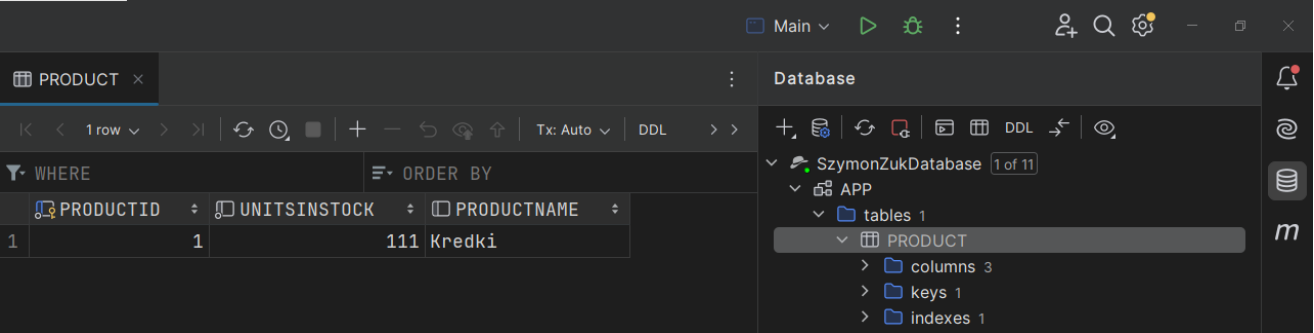 Main
PRODUCT
Database
1 row
Tx: Auto
DDL
DDL
WHERE
ORDER BY
SzymonZukDatabase 1 of 11
APP
tables 1
PRODUCT
columns 3
keys 1
indexes 1
PRODUCTID UNITSINSTOCK PRODUCTNAME
1 1 111 Kredki
m